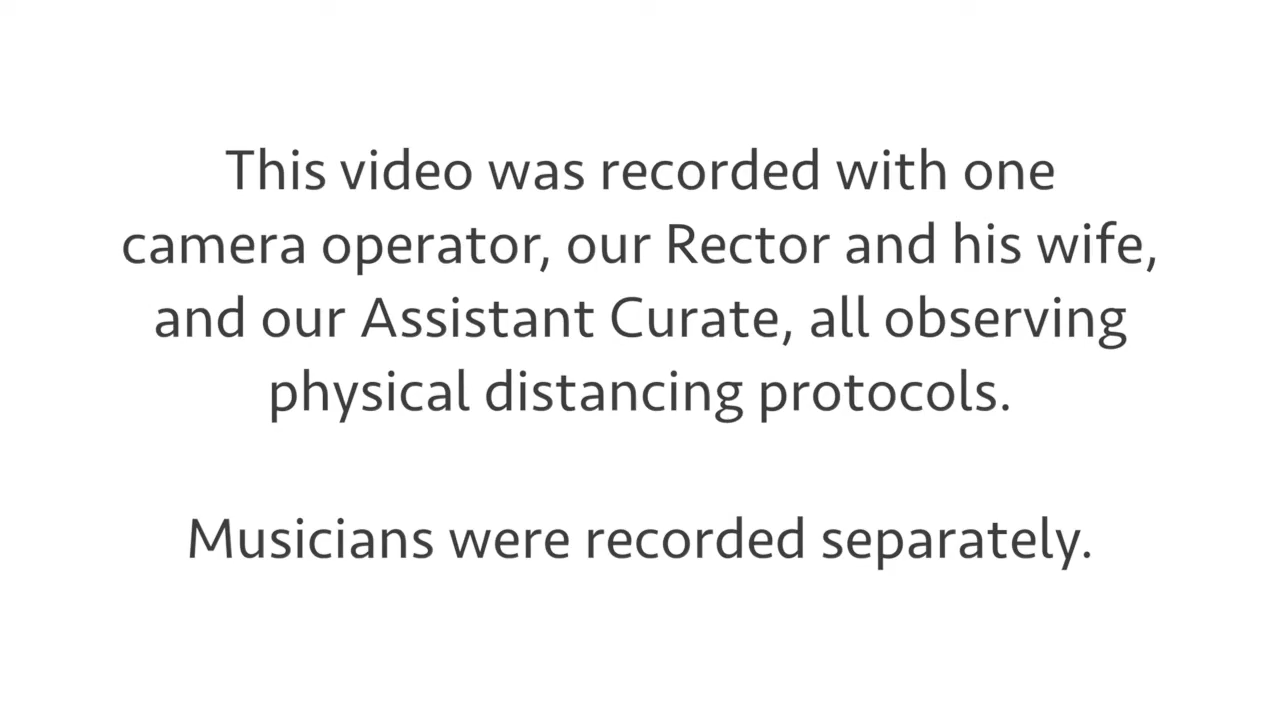 This video was recorded with one
camera operator, our Rector and his wife,
and our Assistant Curate, all observing
physical distancing protocols.
Musicians were recorded separately.